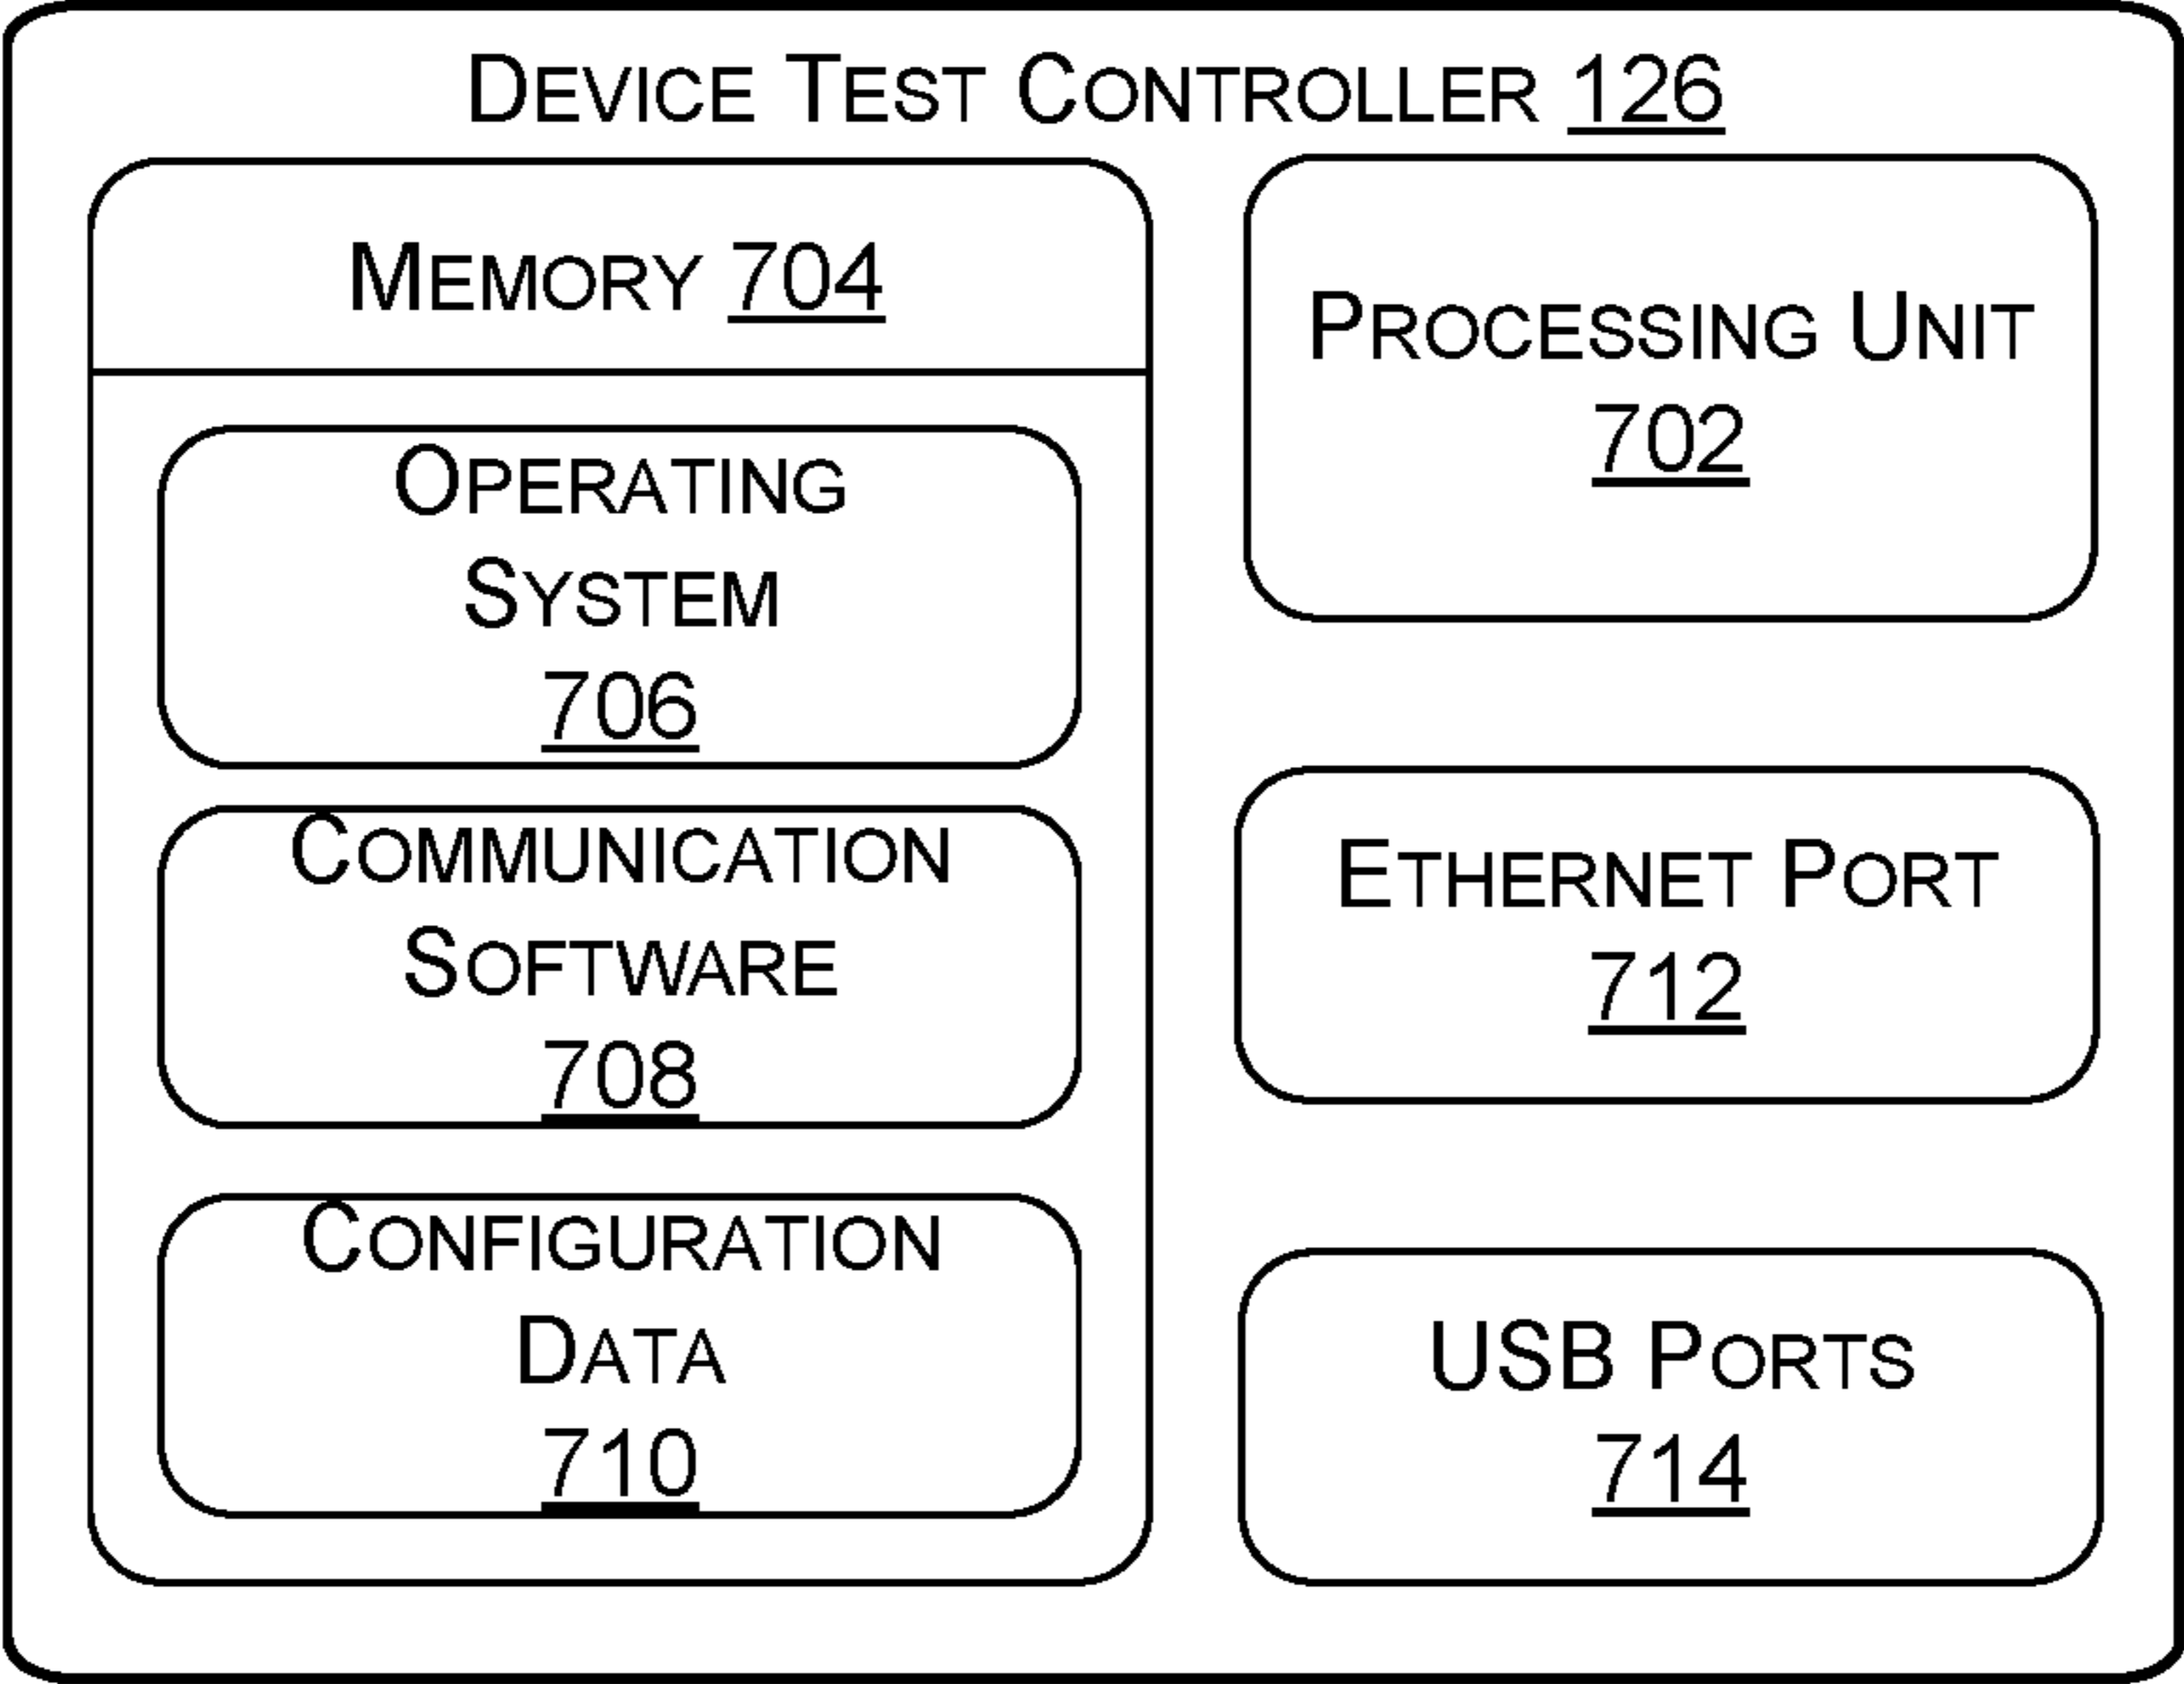 DEVICE TEST CONTROLLER 126
MEMORY 704
OPERATING
SYSTEM
706
COMMUNICATION
SOFTWARE
708
CONFIGURATION
DATA
710
PROCESSING UNIT
702
ETHERNET PORT
712
USB PORTS
714